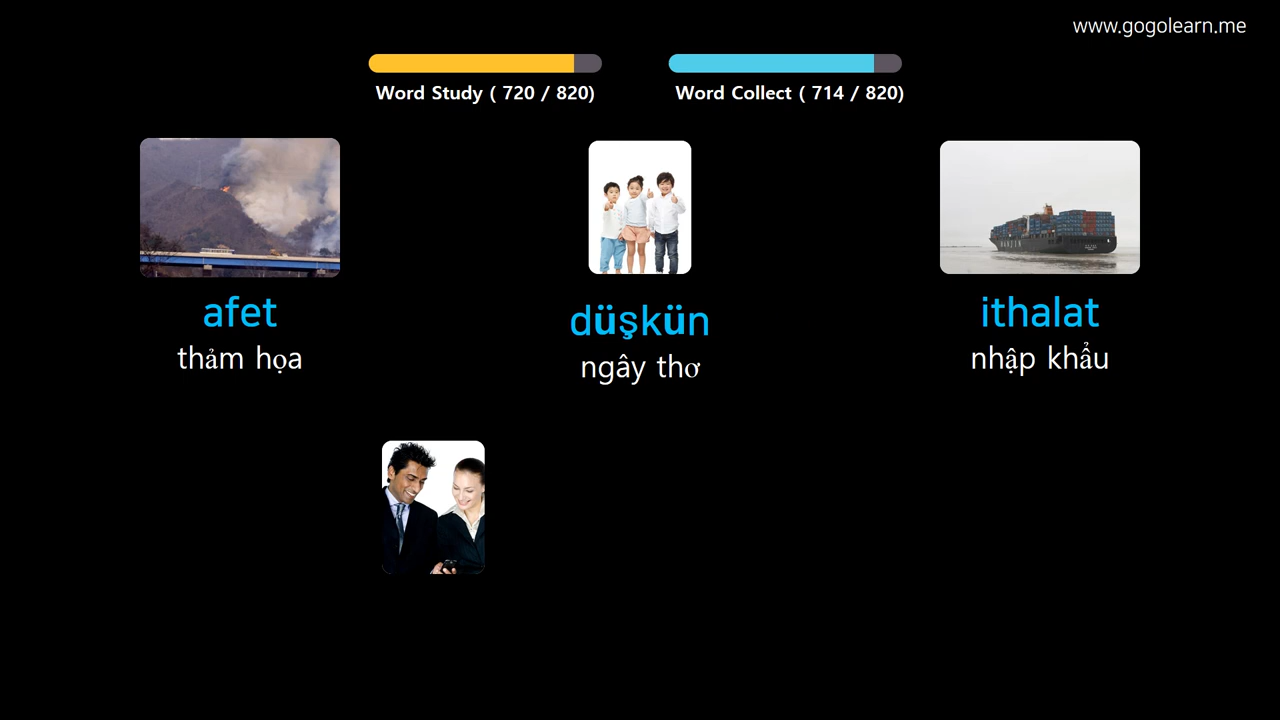 www.gogolearn.me
Word Study ( 720 / 820)
Word Collect ( 714 / 820)
afet
thảm họa
düşkün
ngây thơ
ithalat
nhập khẩu